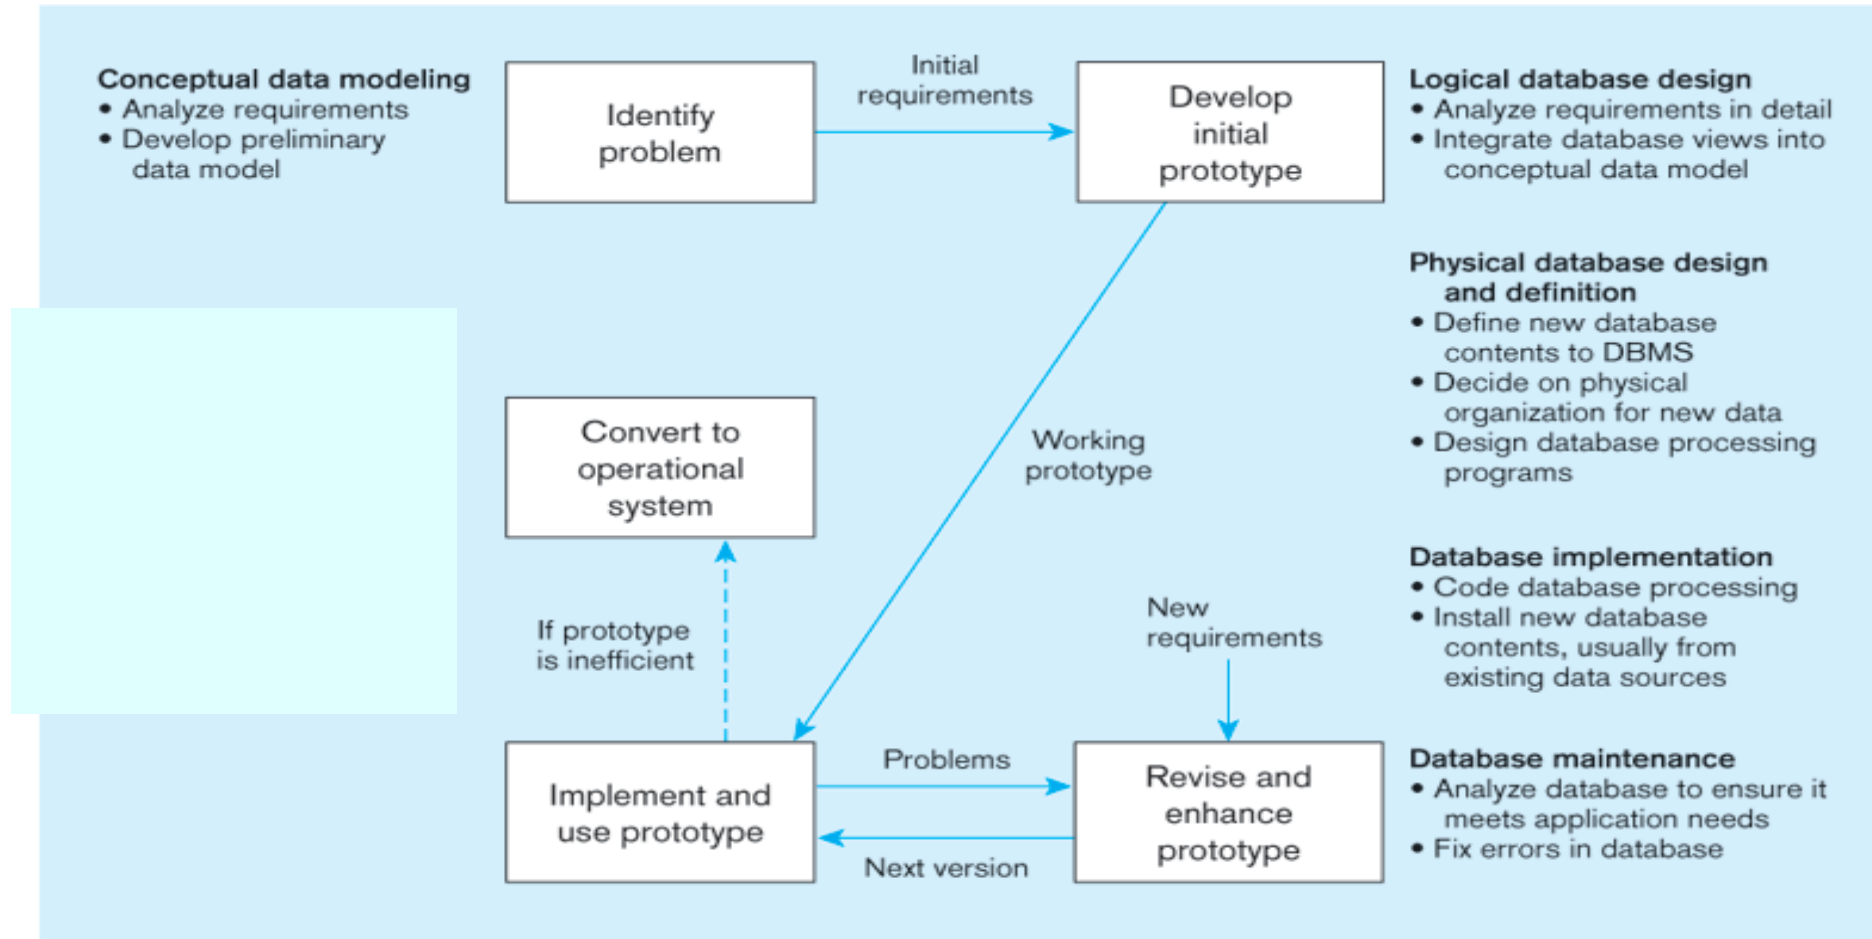 Conceptual data modeling
• Analyze requirements
• Develop preliminary
data model
Identify
problem
Initial
requirements
Develop
initial
prototype
Logical database design
• Analyze requirements in detail
• Integrate database views into
conceptual data model
Physical database design
and definition
• Define new database
contents to DBMS
• Decide on physical
organization for new data
• Design database processing
programs
Convert to
operational
system
Working
prototype
If prototype
is inefficient
New
requirements
Database implementation
• Code database processing
• Install new database
contents, usually from
existing data sources
Implement and
use prototype
Problems
Next version
Revise and
enhance
prototype
Database maintenance
• Analyze database to ensure it
meets application needs
• Fix errors in database